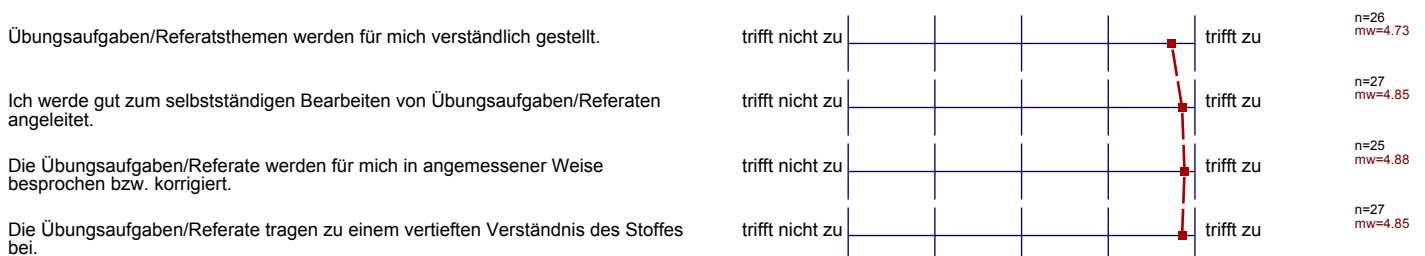 Übungsaufgaben/Referatsthemen werden für mich verständlich gestellt. trifft nicht zu trifft zu n=26
mw=4.73
Ich werde gut zum selbstständigen Bearbeiten von Übungsaufgaben/Referaten
angeleitet. trifft nicht zu trifft zu n=27
mw=4.85
Die Übungsaufgaben/Referate werden für mich in angemessener Weise
besprochen bzw. korrigiert. trifft nicht zu trifft zu n=25
mw=4.88
Die Übungsaufgaben/Referate tragen zu einem vertieften Verständnis des Stoffes
bei. trifft nicht zu trifft zu n=27
mw=4.85